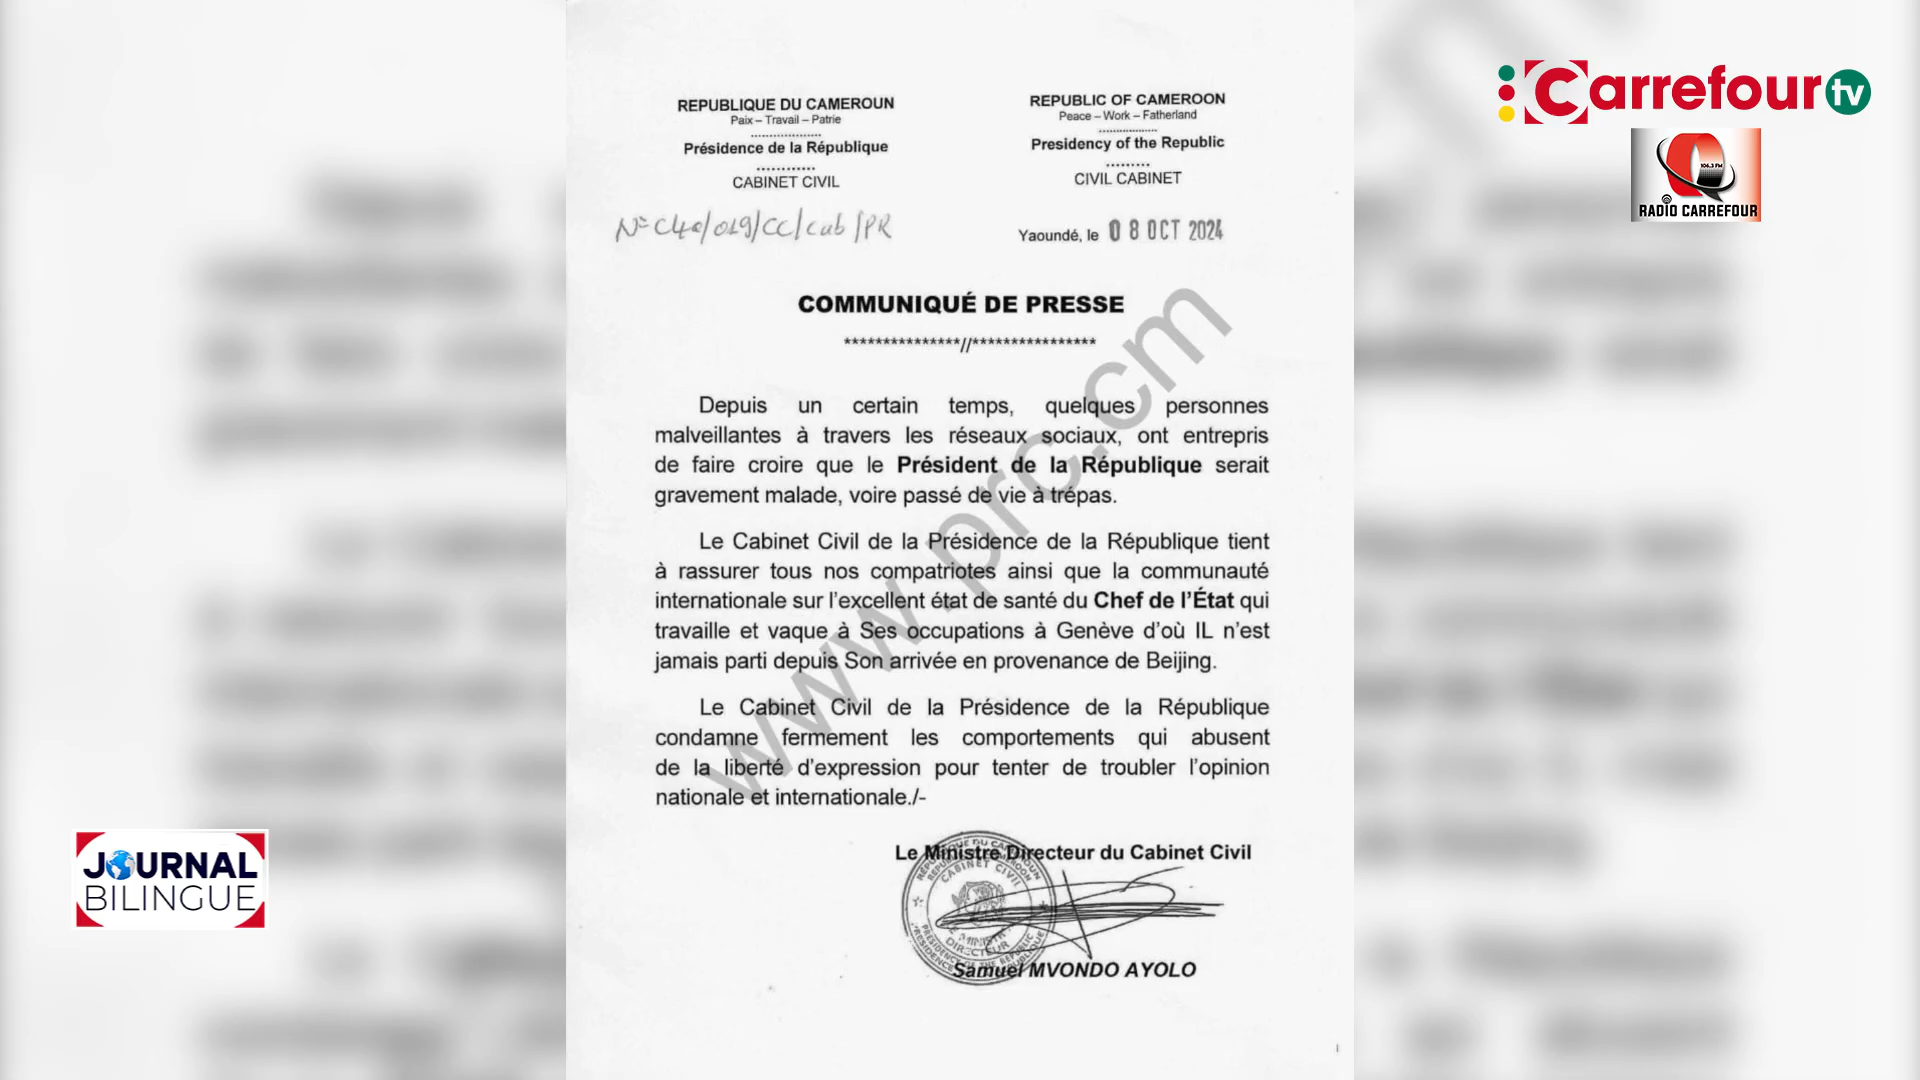 REPUBLIQUE DU CAMEROUN
Paix – Travail – Patrie
Présidence de la République
CABINET CIVIL
REPUBLIC OF CAMEROON
Peace – Work – Fatherland
Presidency of the Republic
CIVIL CABINET
Yaoundé, le 08 OCT 2024
COMMUNIQUÉ DE PRESSE
***************//****************
Depuis un certain temps, quelques personnes
malveillantes à travers les réseaux sociaux, ont entrepris
de faire croire que le Président de la République serait
gravement malade, voire passé de vie à trépas.
Le Cabinet Civil de la Présidence de la République tient
à rassurer tous nos compatriotes ainsi que la communauté
internationale sur l'excellent état de santé du Chef de l'État qui
travaille et vaque à Ses occupations à Genève d'où IL n'est
jamais parti depuis Son arrivée en provenance de Beijing.
Le Cabinet Civil de la Présidence de la République
condamne fermement les comportements qui abusent
de la liberté d'expression pour tenter de troubler l'opinion
nationale et internationale./-
Le Ministre Directeur du Cabinet Civil
Samuel MVONDO AYOLO
www.prc.cm
Carrefour tv
106.3 FM
RADIO CARREFOUR
JOURNAL
BILINGUE